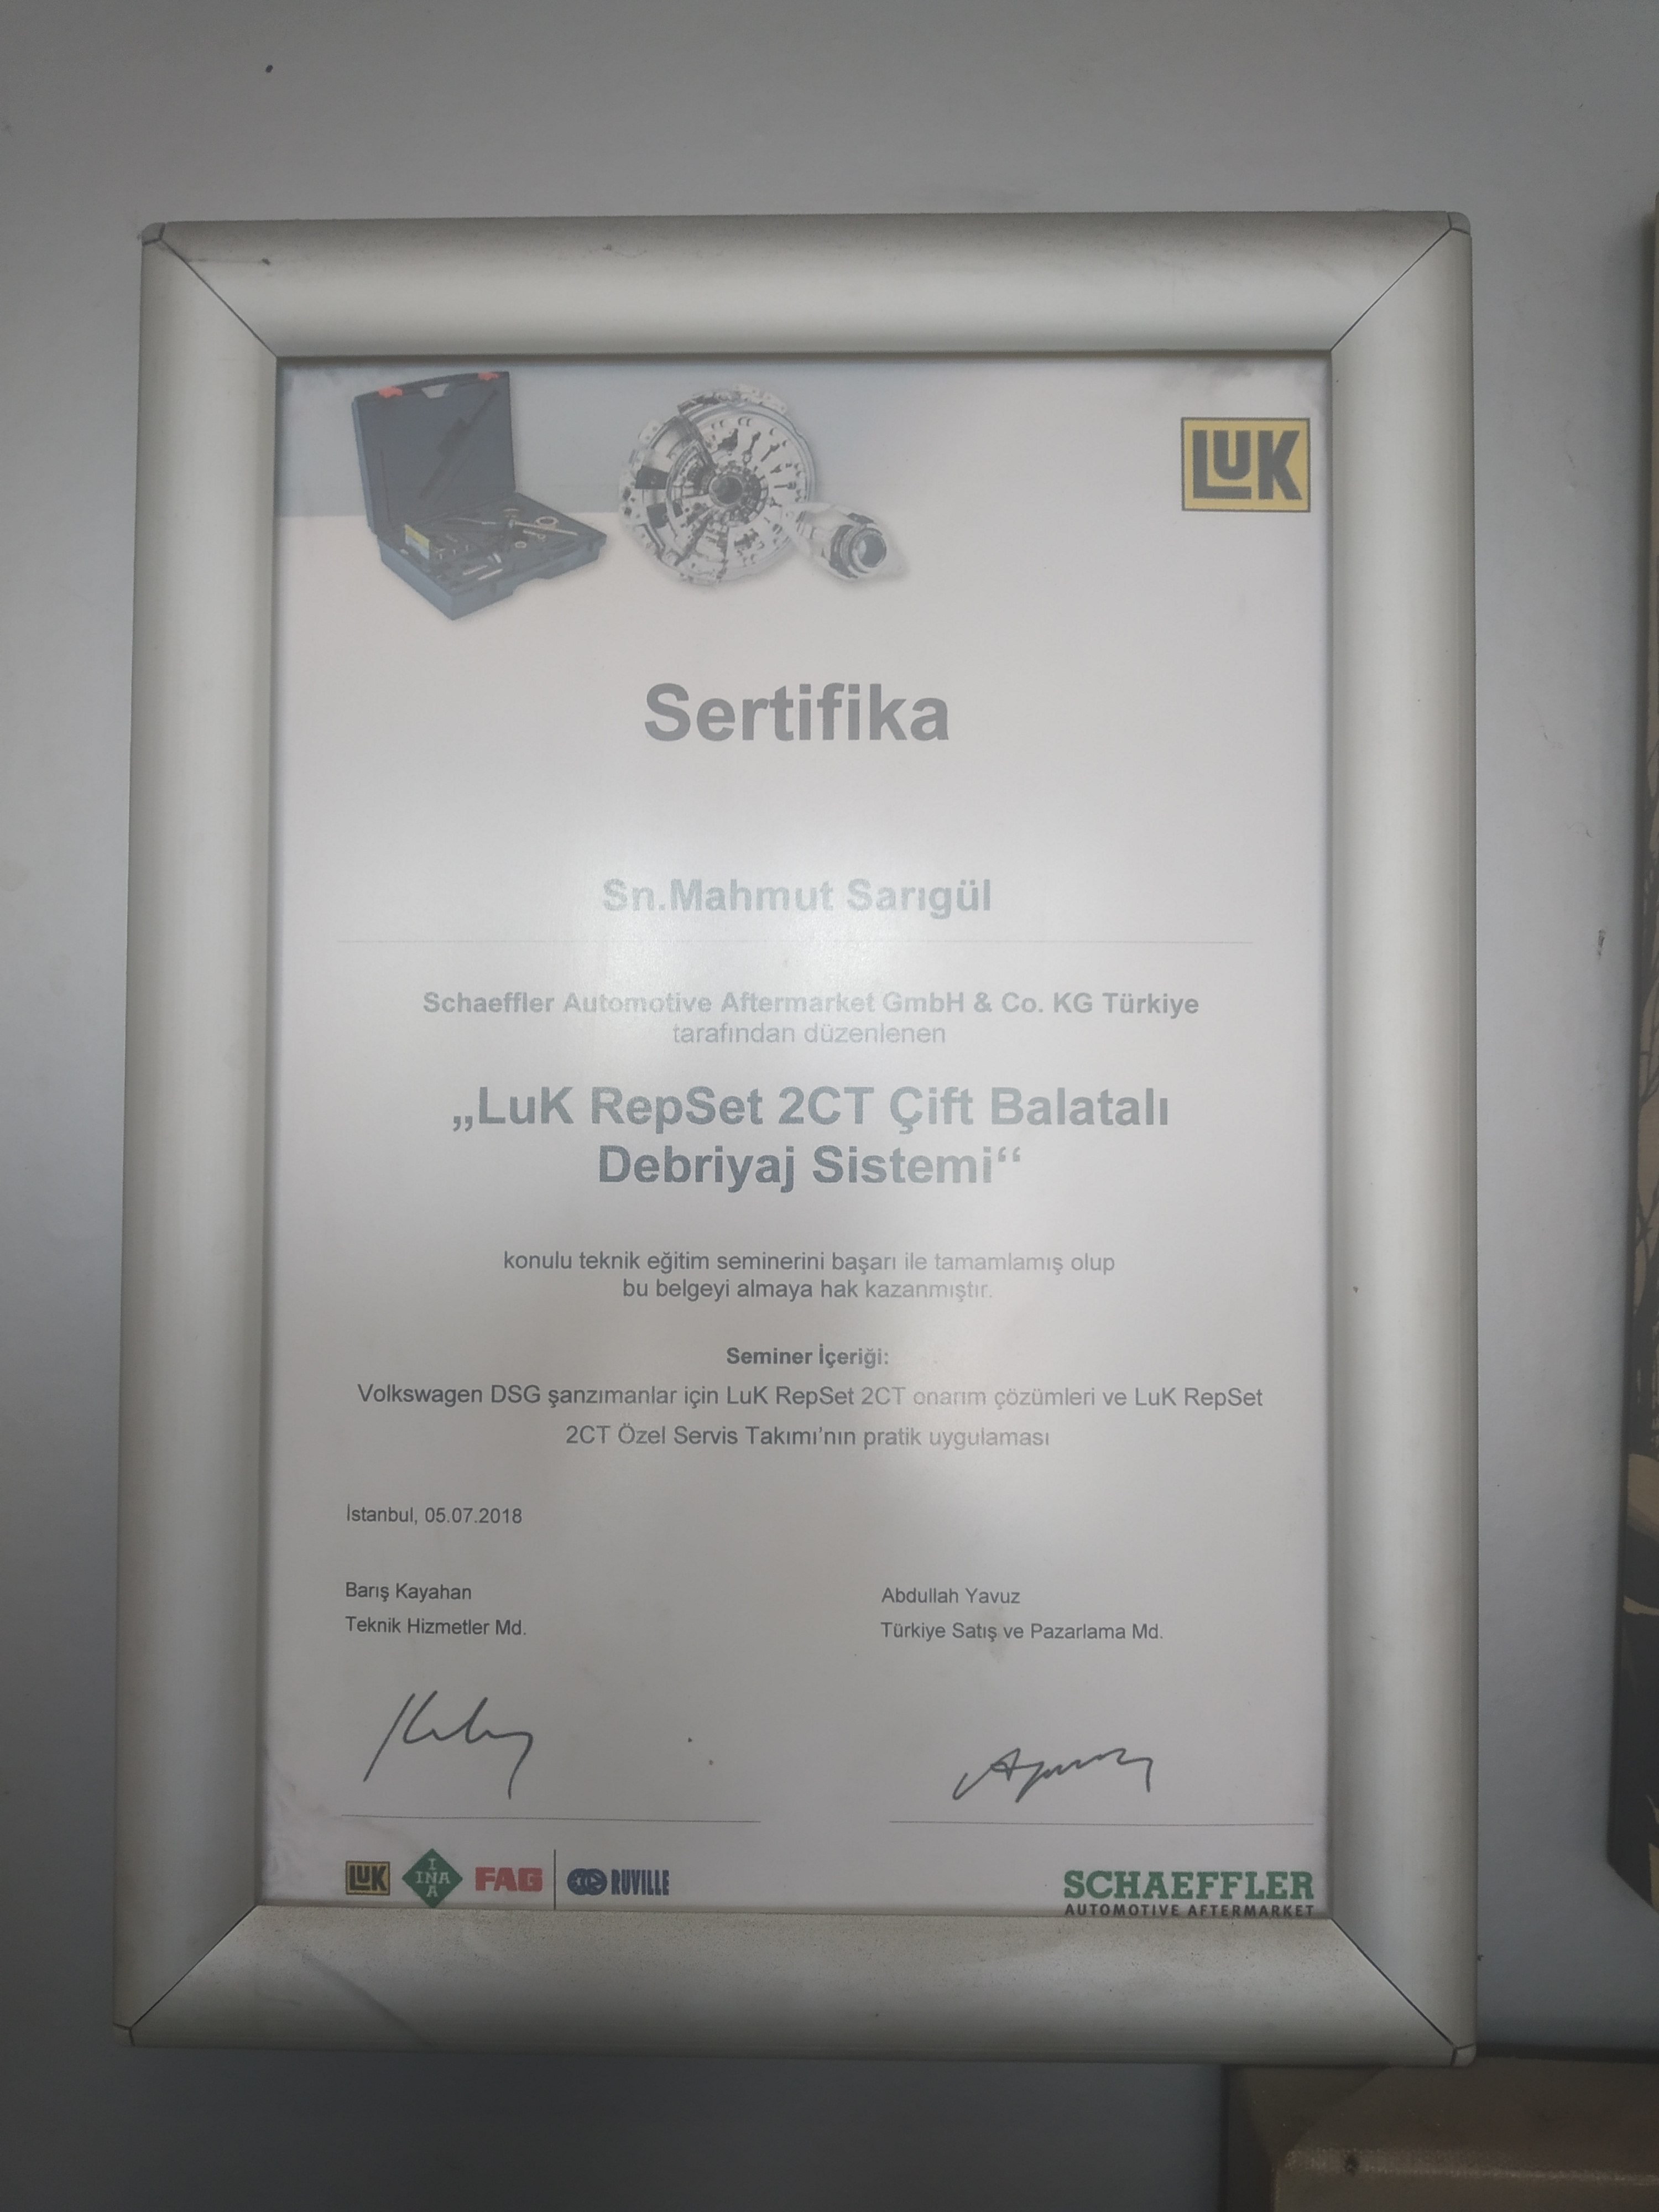 LUK
Sertifika
Sn.Mahmut Sarıgül
Schaeffler Automotive Aftermarket GmbH & Co. KG Türkiye
tarafından düzenlenen
„LuK RepSet 2CT Çift Balatalı
Debriyaj Sistemi“
konulu teknik eğitim seminerini başarı ile tamamlamış olup
bu belgeyi almaya hak kazanmıştır.
Seminer İçeriği:
Volkswagen DSG şanzımanlar için LuK RepSet 2CT onarım çözümleri ve LuK RepSet
2CT Özel Servis Takımı'nın pratik uygulaması
İstanbul, 05.07.2018
Barış Kayahan
Teknik Hizmetler Md.
Abdullah Yavuz
Türkiye Satış ve Pazarlama Md.
LUK INA FAG RUVILLE
SCHAEFFLER
AUTOMOTIVE AFTERMARKET